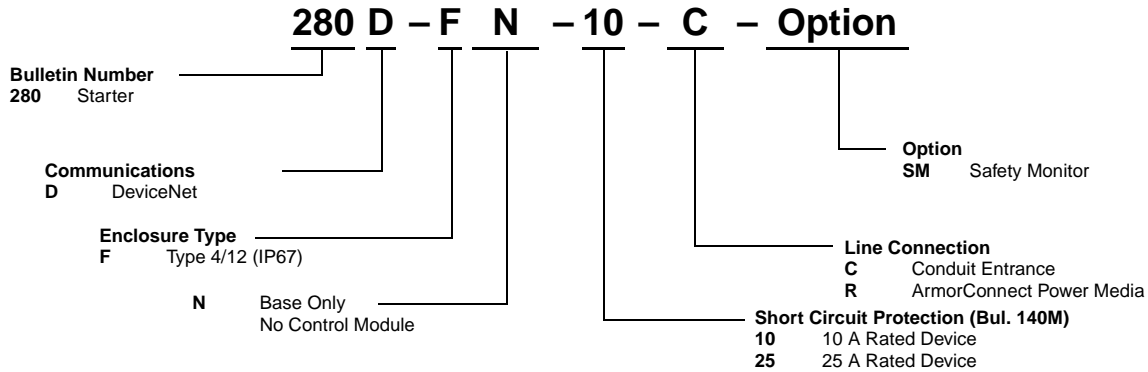 280 D – F N – 10 – C – Option
Bulletin Number
280 Starter
Communications
D DeviceNet
Enclosure Type
F Type 4/12 (IP67)
N Base Only
No Control Module
Option
SM Safety Monitor
Line Connection
C Conduit Entrance
R ArmorConnect Power Media
Short Circuit Protection (Bul. 140M)
10 10 A Rated Device
25 25 A Rated Device